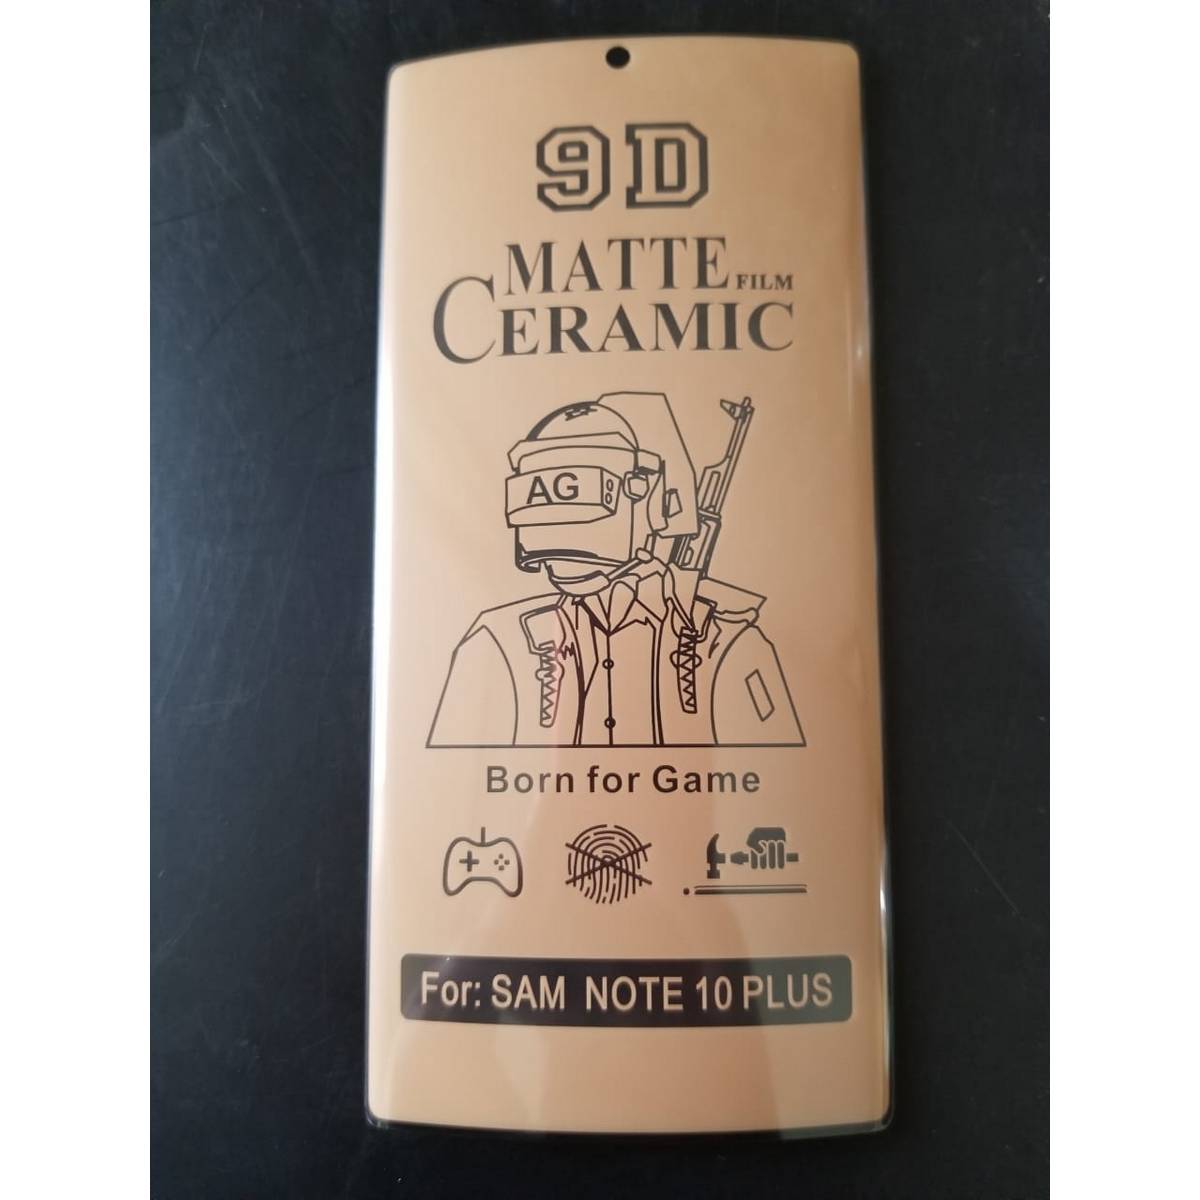 9D
MATTE FILM
CERAMIC
AG
Born for Game
For: SAM NOTE 10 PLUS